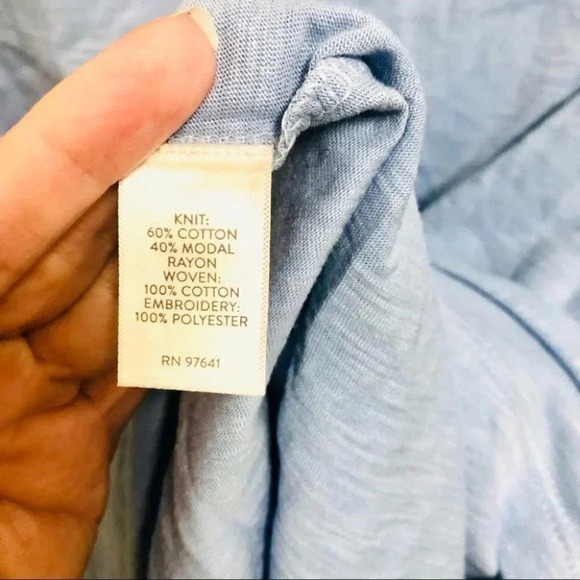 KNIT:
60% COTTON
40% MODAL
RAYON
WOVEN:
100% COTTON
EMBROIDERY:
100% POLYESTER
RN 97641